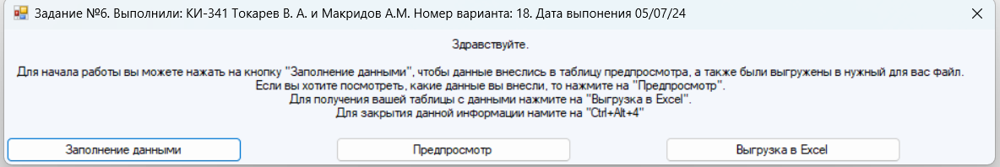 Задание №6. Выполнили: КИ-341 Токарев В. А. и Макридов А.М. Номер варианта: 18. Дата выпонения 05/07/24
Здравствуйте.
Для начала работы вы можете нажать на кнопку "Заполнение данными", чтобы данные внеслись в таблицу предпросмотра, а также были выгружены в нужный для вас файл.
Если вы хотите посмотреть, какие данные вы внесли, то нажмите на "Предпросмотр".
Для получения вашей таблицы с данными нажмите на "Выгрузка в Excel".
Для закрытия данной информации намите на "Ctrl+Alt+4"
Заполнение данными
Предпросмотр
Выгрузка в Excel